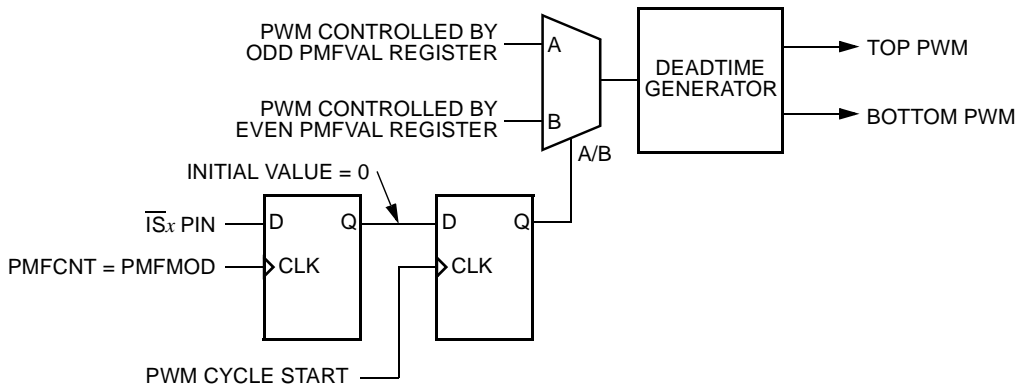 PWM CONTROLLED BY
ODD PMFVAL REGISTER
A
PWM CONTROLLED BY
EVEN PMFVAL REGISTER
B
A/B
DEADTIME
GENERATOR
TOP PWM
BOTTOM PWM
INITIAL VALUE = 0
I̅S̅x PIN
D
Q
D
Q
PMFCNT = PMFMOD
CLK
CLK
PWM CYCLE START